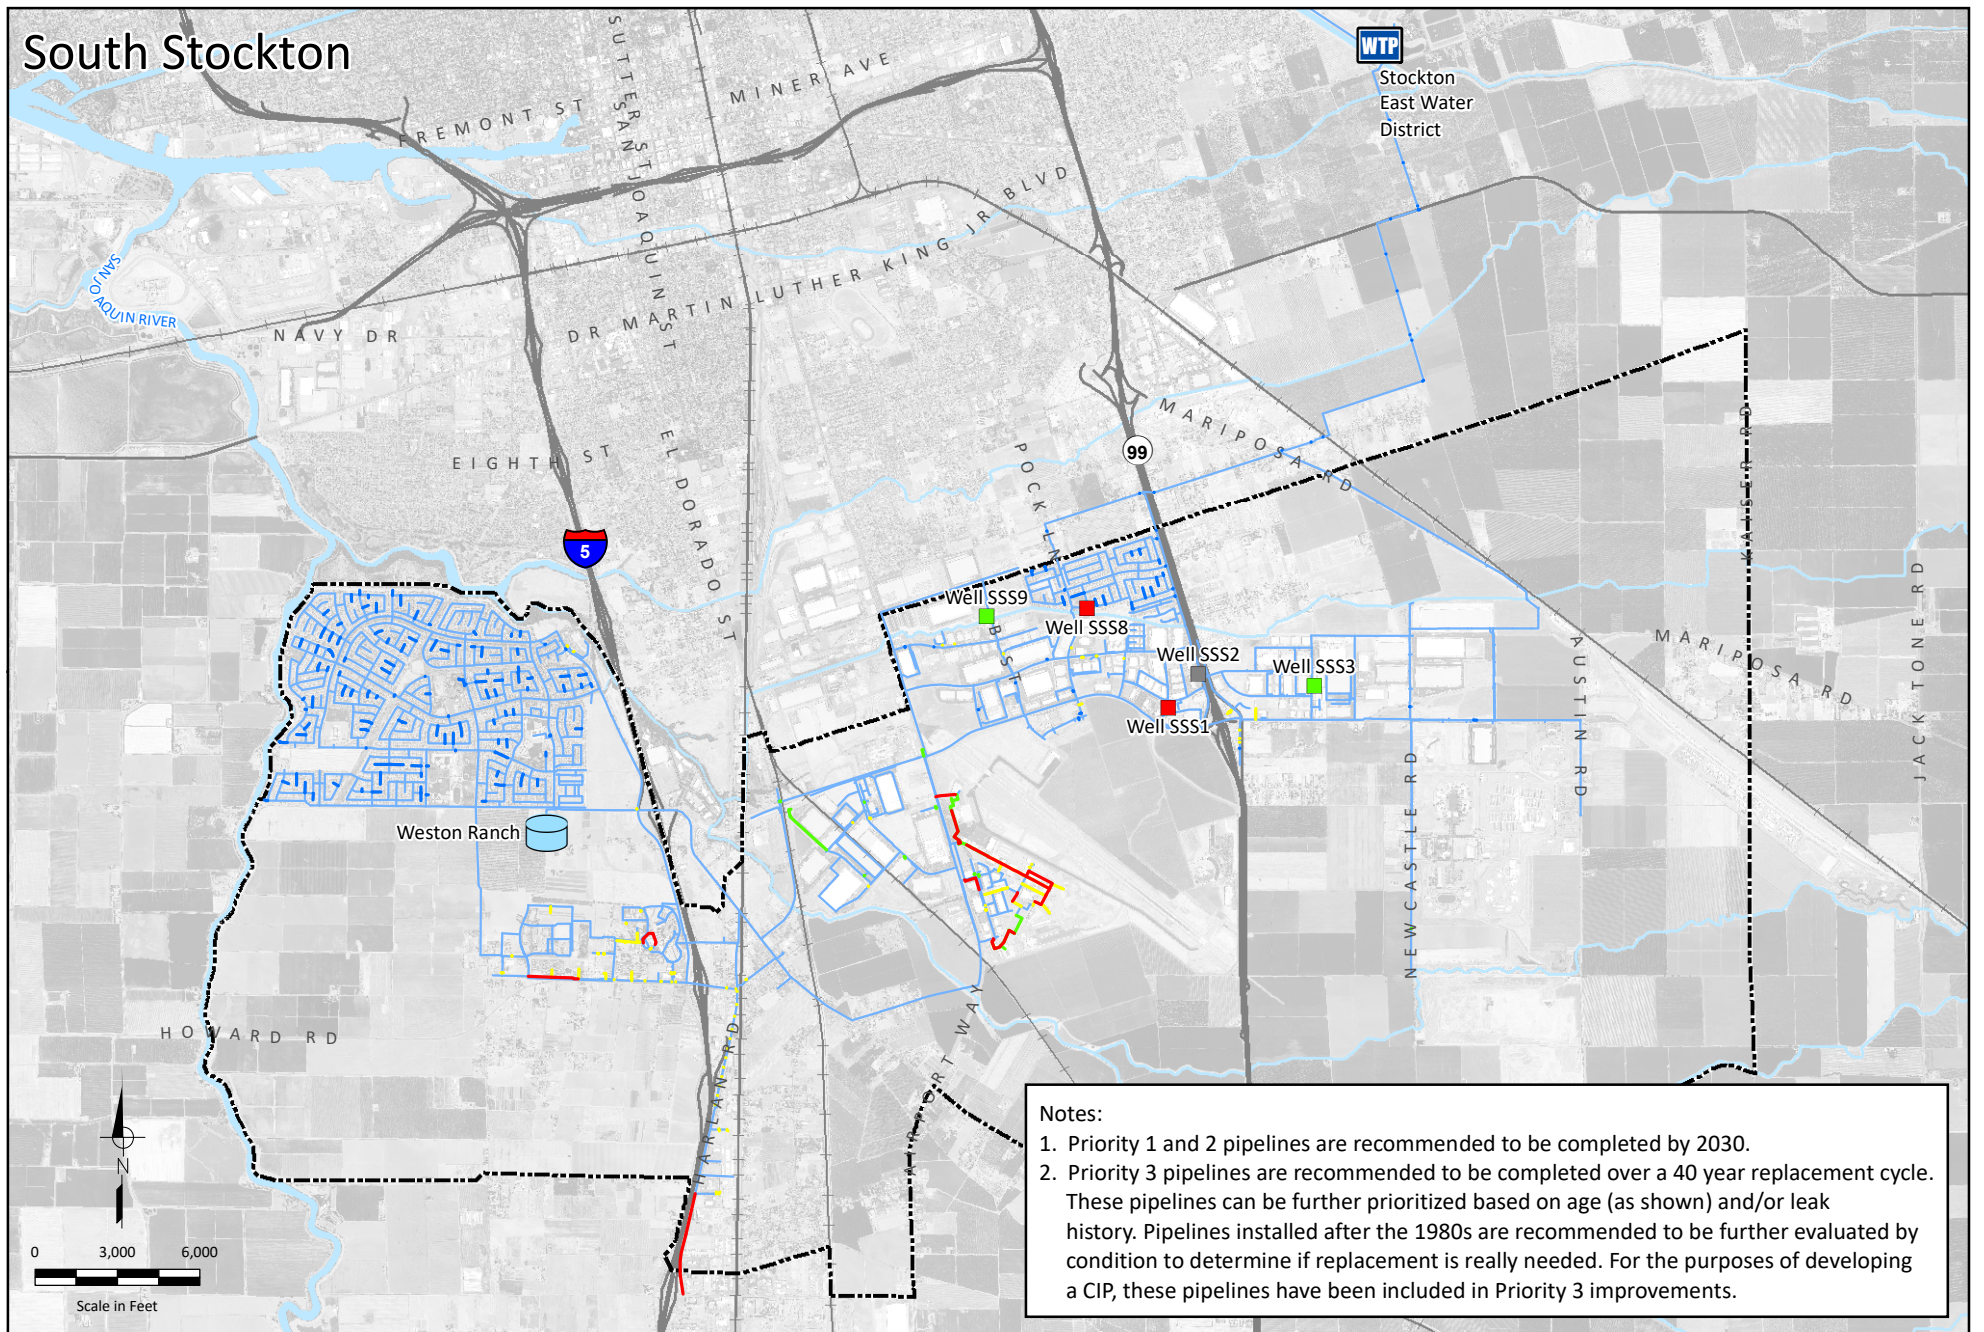 South Stockton
WTP
Stockton
East Water
District
SUTTER ST
SAN JOAQUIN ST
MINER AVE
FREMONT ST
DR MARTIN LUTHER KING JR BLVD
SAN JOAQUIN RIVER
NAVY DR
EIGHTH ST
EL DORADO ST
POCK LN
99
MARIPOSA RD
KAISER RD
5
JACK TONE RD
Well SSS9
B ST
Well SSS8
Well SSS2
Well SSS3
AUSTIN RD
MARIPOSA RD
Well SSS1
NEWCASTLE RD
Weston Ranch
HOWARD RD
HARLAN RD
AIRPORT WAY
N
0 3,000 6,000
Scale in Feet
Notes:
1. Priority 1 and 2 pipelines are recommended to be completed by 2030.
2. Priority 3 pipelines are recommended to be completed over a 40 year replacement cycle.
These pipelines can be further prioritized based on age (as shown) and/or leak
history. Pipelines installed after the 1980s are recommended to be further evaluated by
condition to determine if replacement is really needed. For the purposes of developing
a CIP, these pipelines have been included in Priority 3 improvements.